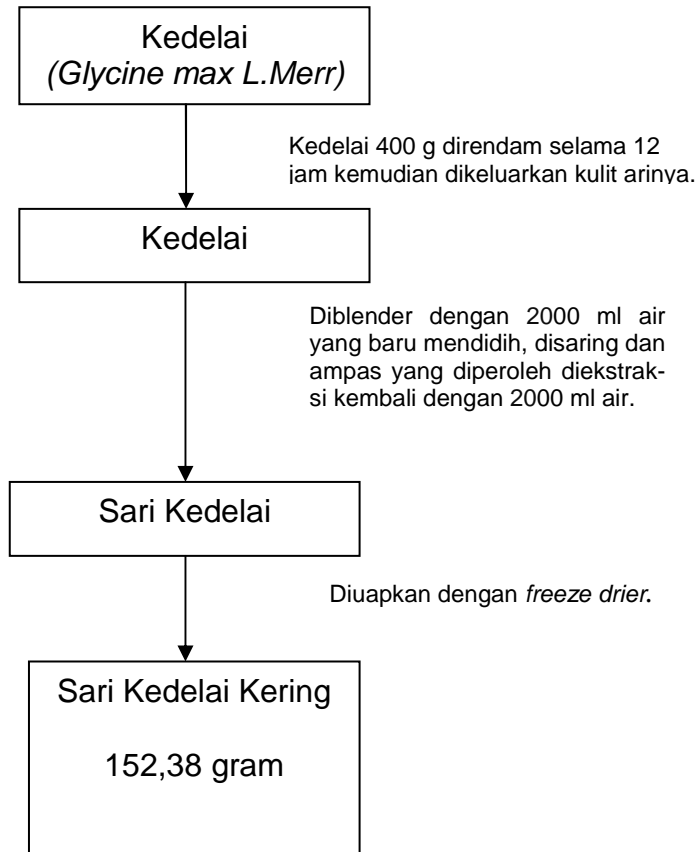 Kedelai
(Glycine max L.Merr)
Kedelai 400 g direndam selama 12
jam kemudian dikeluarkan kulit arinya.
Kedelai
Diblender dengan 2000 ml air
yang baru mendidih, disaring dan
ampas yang diperoleh diekstrak-
si kembali dengan 2000 ml air.
Sari Kedelai
Diuapkan dengan freeze drier.
Sari Kedelai Kering
152,38 gram